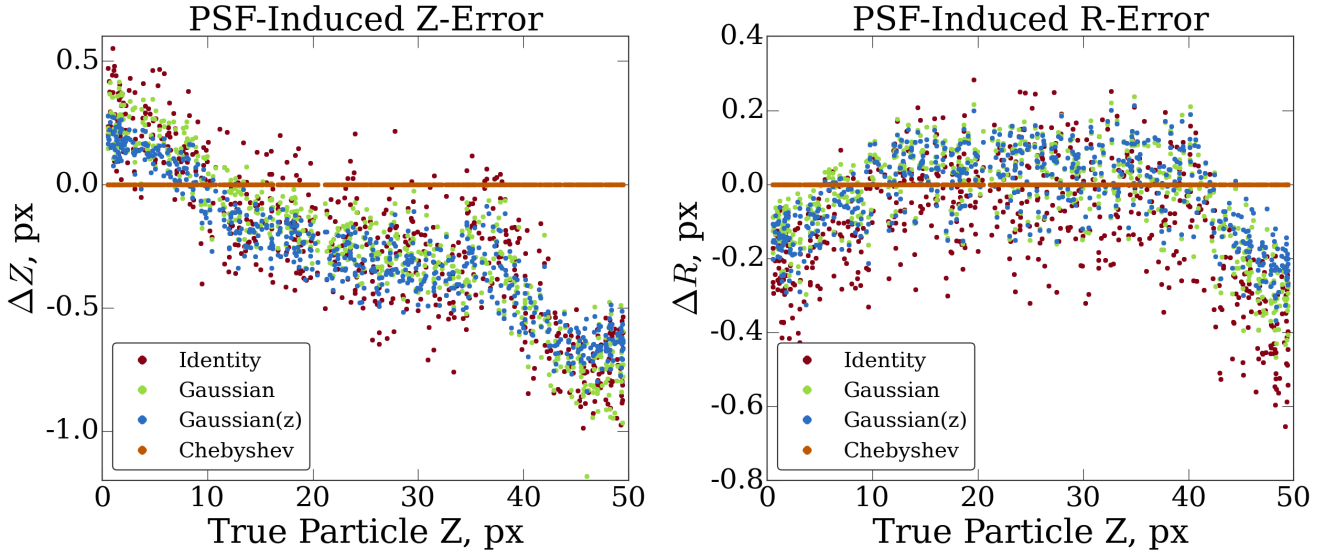 PSF-Induced Z-Error
0.5
0.0
-0.5
-1.0
ΔZ, px
Identity
Gaussian
Gaussian(z)
Chebyshev
0 10 20 30 40 50
True Particle Z, px
PSF-Induced R-Error
0.4
0.2
0.0
-0.2
-0.4
-0.6
-0.8
ΔR, px
Identity
Gaussian
Gaussian(z)
Chebyshev
0 10 20 30 40 50
True Particle Z, px